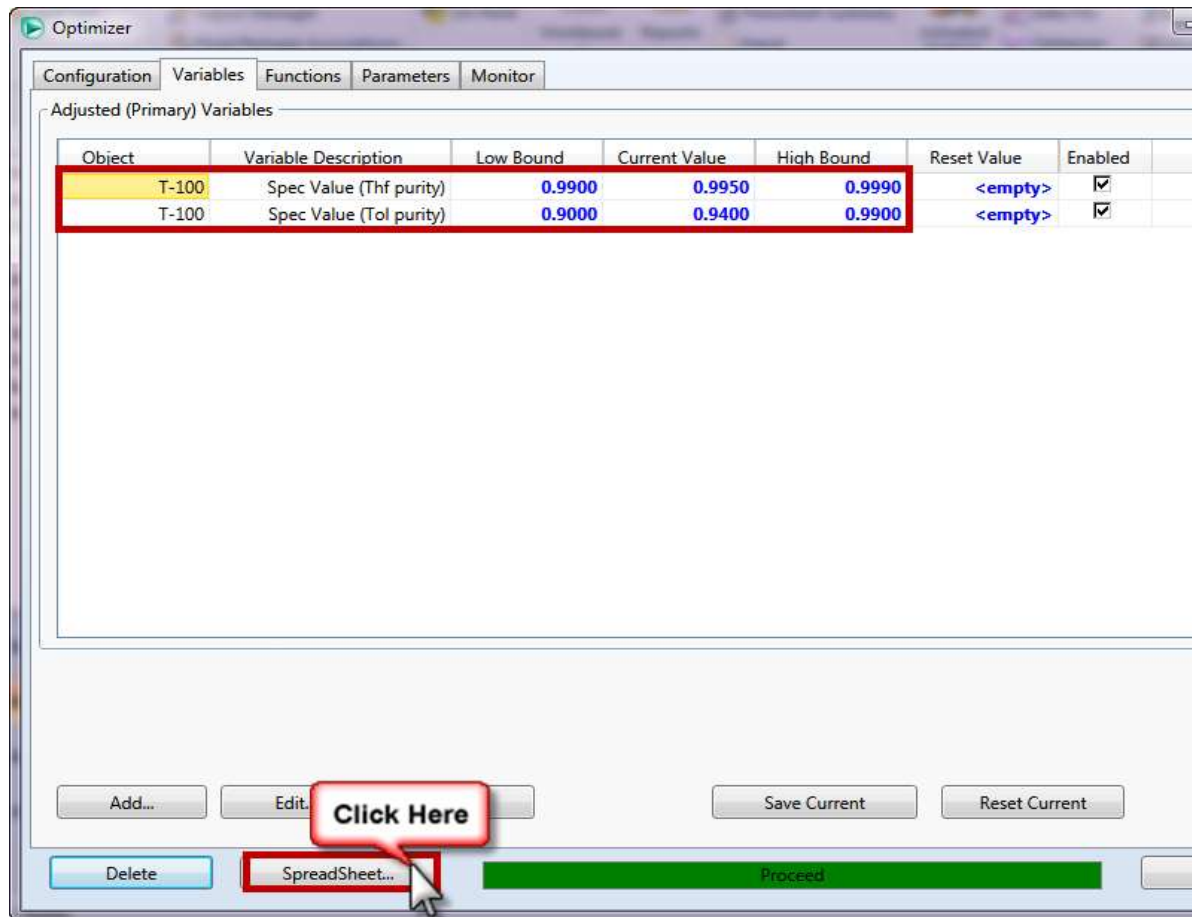 Optimizer
Configuration Variables Functions Parameters Monitor
Adjusted (Primary) Variables
Object Variable Description Low Bound Current Value High Bound Reset Value Enabled
T-100 Spec Value (Thf purity) 0.9900 0.9950 0.9990 <empty>
T-100 Spec Value (Tol purity) 0.9000 0.9400 0.9900 <empty>
Add... Edit. Save Current Reset Current
Click Here
Delete SpreadSheet... Proceed